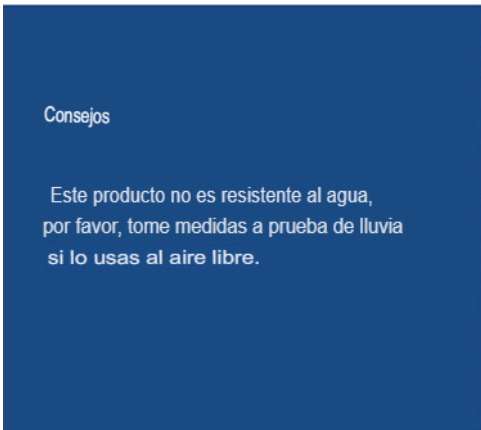 Consejos
Este producto no es resistente al agua,
por favor, tome medidas a prueba de lluvia
si lo usas al aire libre.